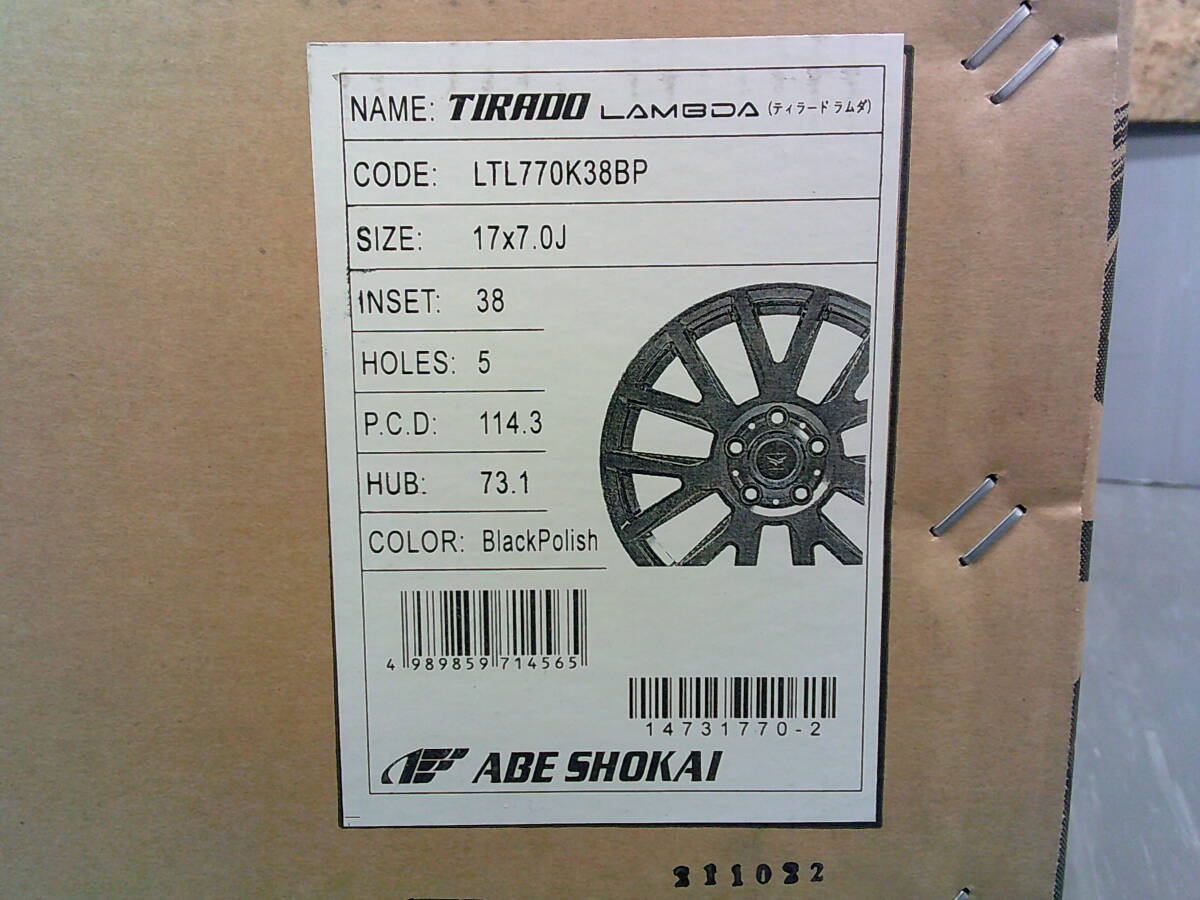 NAME: TIRADO LAMBDA (ティラード ラムダ)
CODE: LTL770K38BP
SIZE: 17x7.0J
INSET: 38
HOLES: 5
P.C.D: 114.3
HUB: 73.1
COLOR: BlackPolish
4 989859 714565
14731770-2
ABE SHOKAI